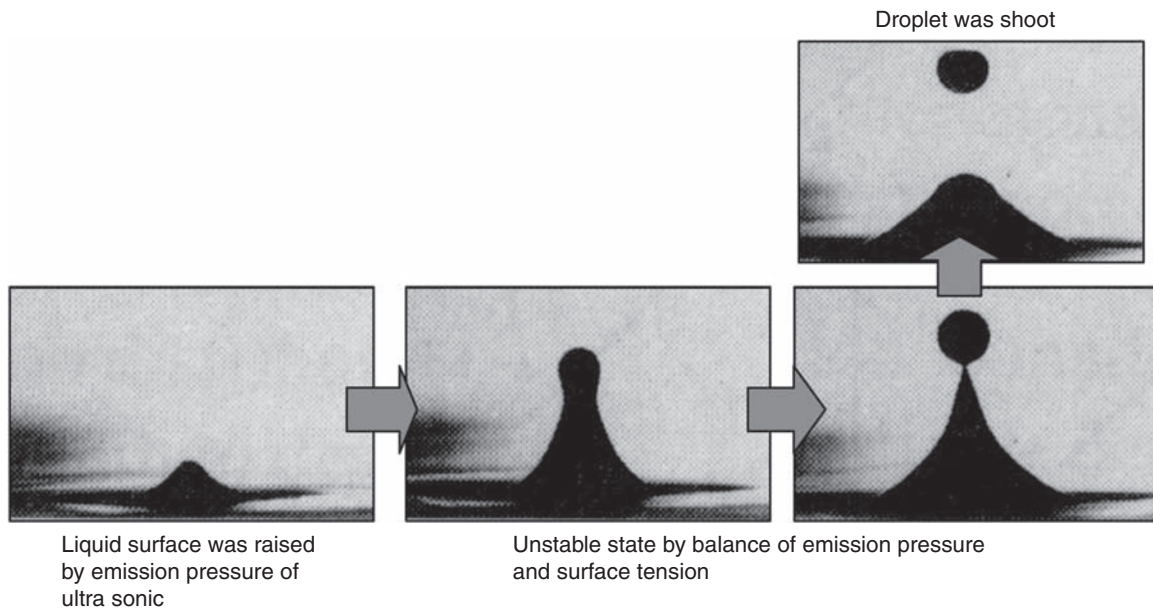 Droplet was shoot
Liquid surface was raised
by emission pressure of
ultra sonic
Unstable state by balance of emission pressure
and surface tension